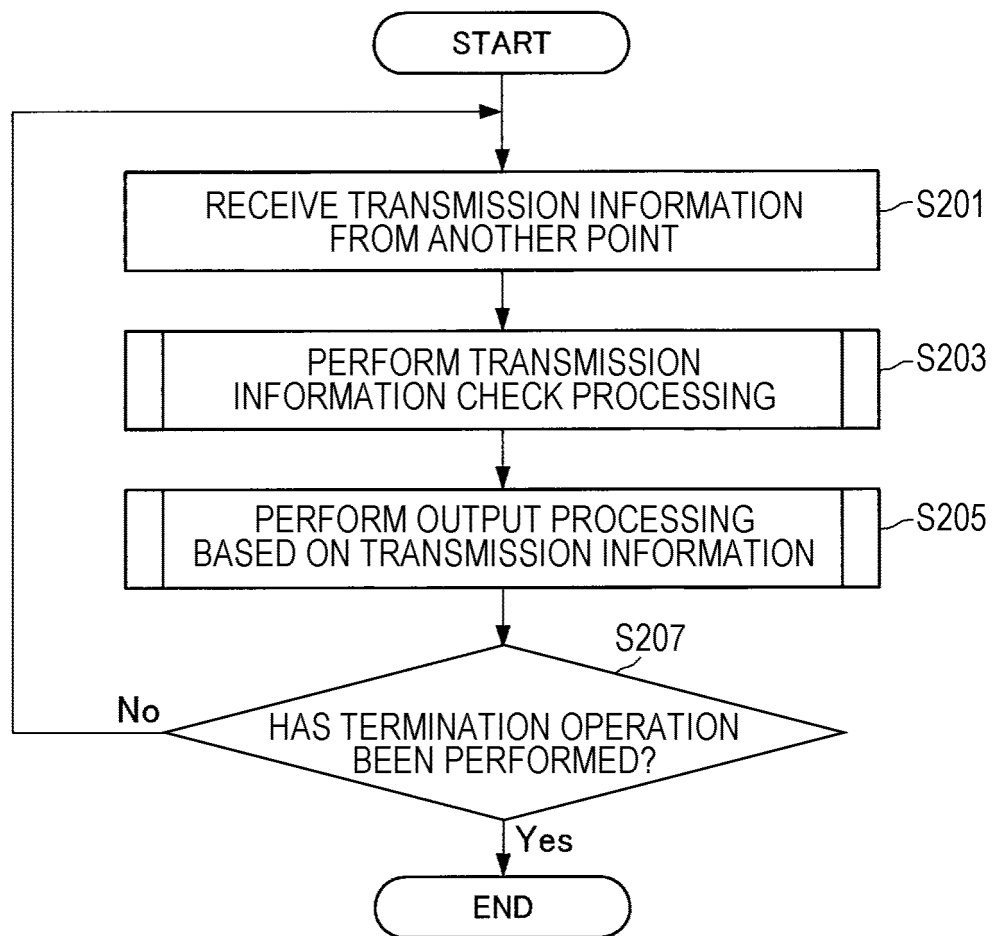 START
RECEIVE TRANSMISSION INFORMATION
FROM ANOTHER POINT
S201
PERFORM TRANSMISSION
INFORMATION CHECK PROCESSING
S203
PERFORM OUTPUT PROCESSING
BASED ON TRANSMISSION INFORMATION
S205
S207
HAS TERMINATION OPERATION
BEEN PERFORMED?
No
Yes
END